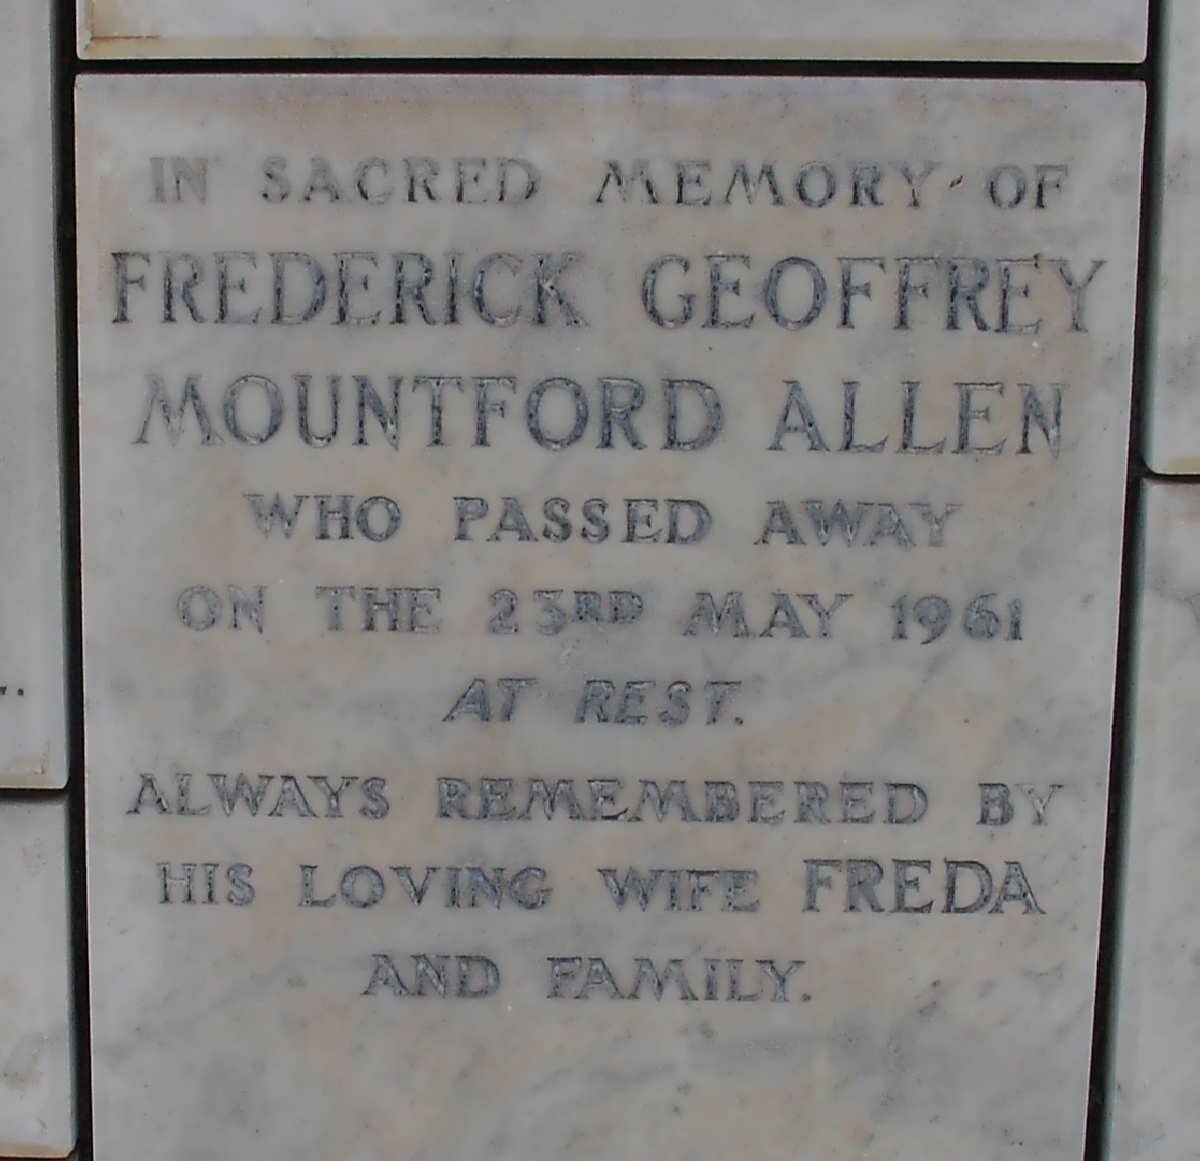 IN SACRED MEMORY OF
FREDERICK GEOFFREY
MOUNTFORD ALLEN
WHO PASSED AWAY
ON THE 23RD MAY 1961
AT REST.
ALWAYS REMEMBERED BY
HIS LOVING WIFE FREDA
AND FAMILY.